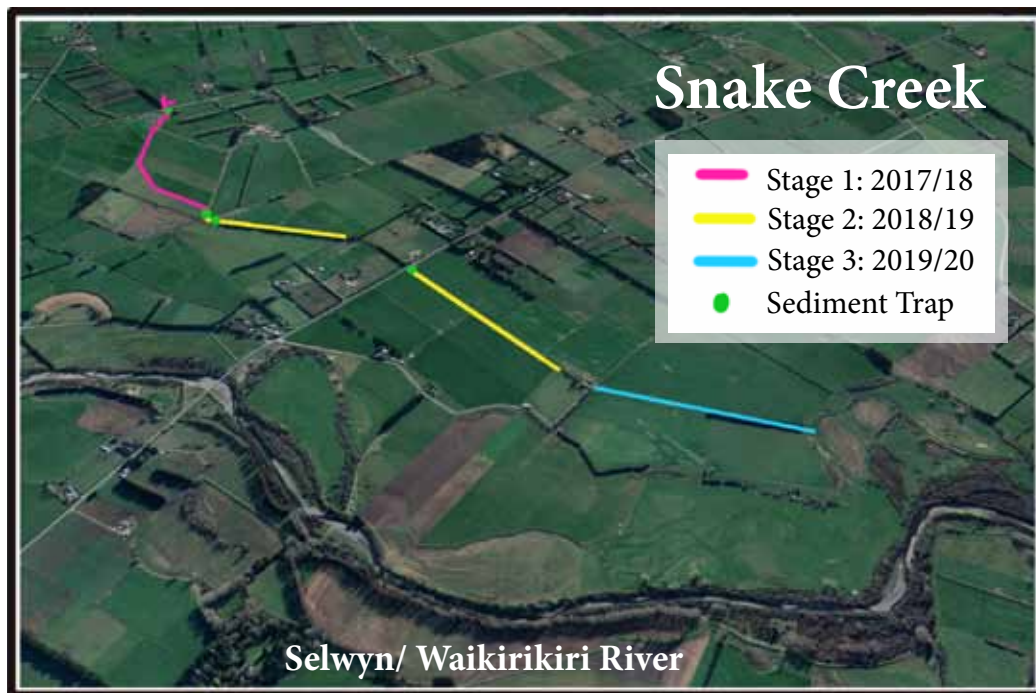 Snake Creek
Stage 1: 2017/18
Stage 2: 2018/19
Stage 3: 2019/20
Sediment Trap
Selwyn/ Waikirikiri River